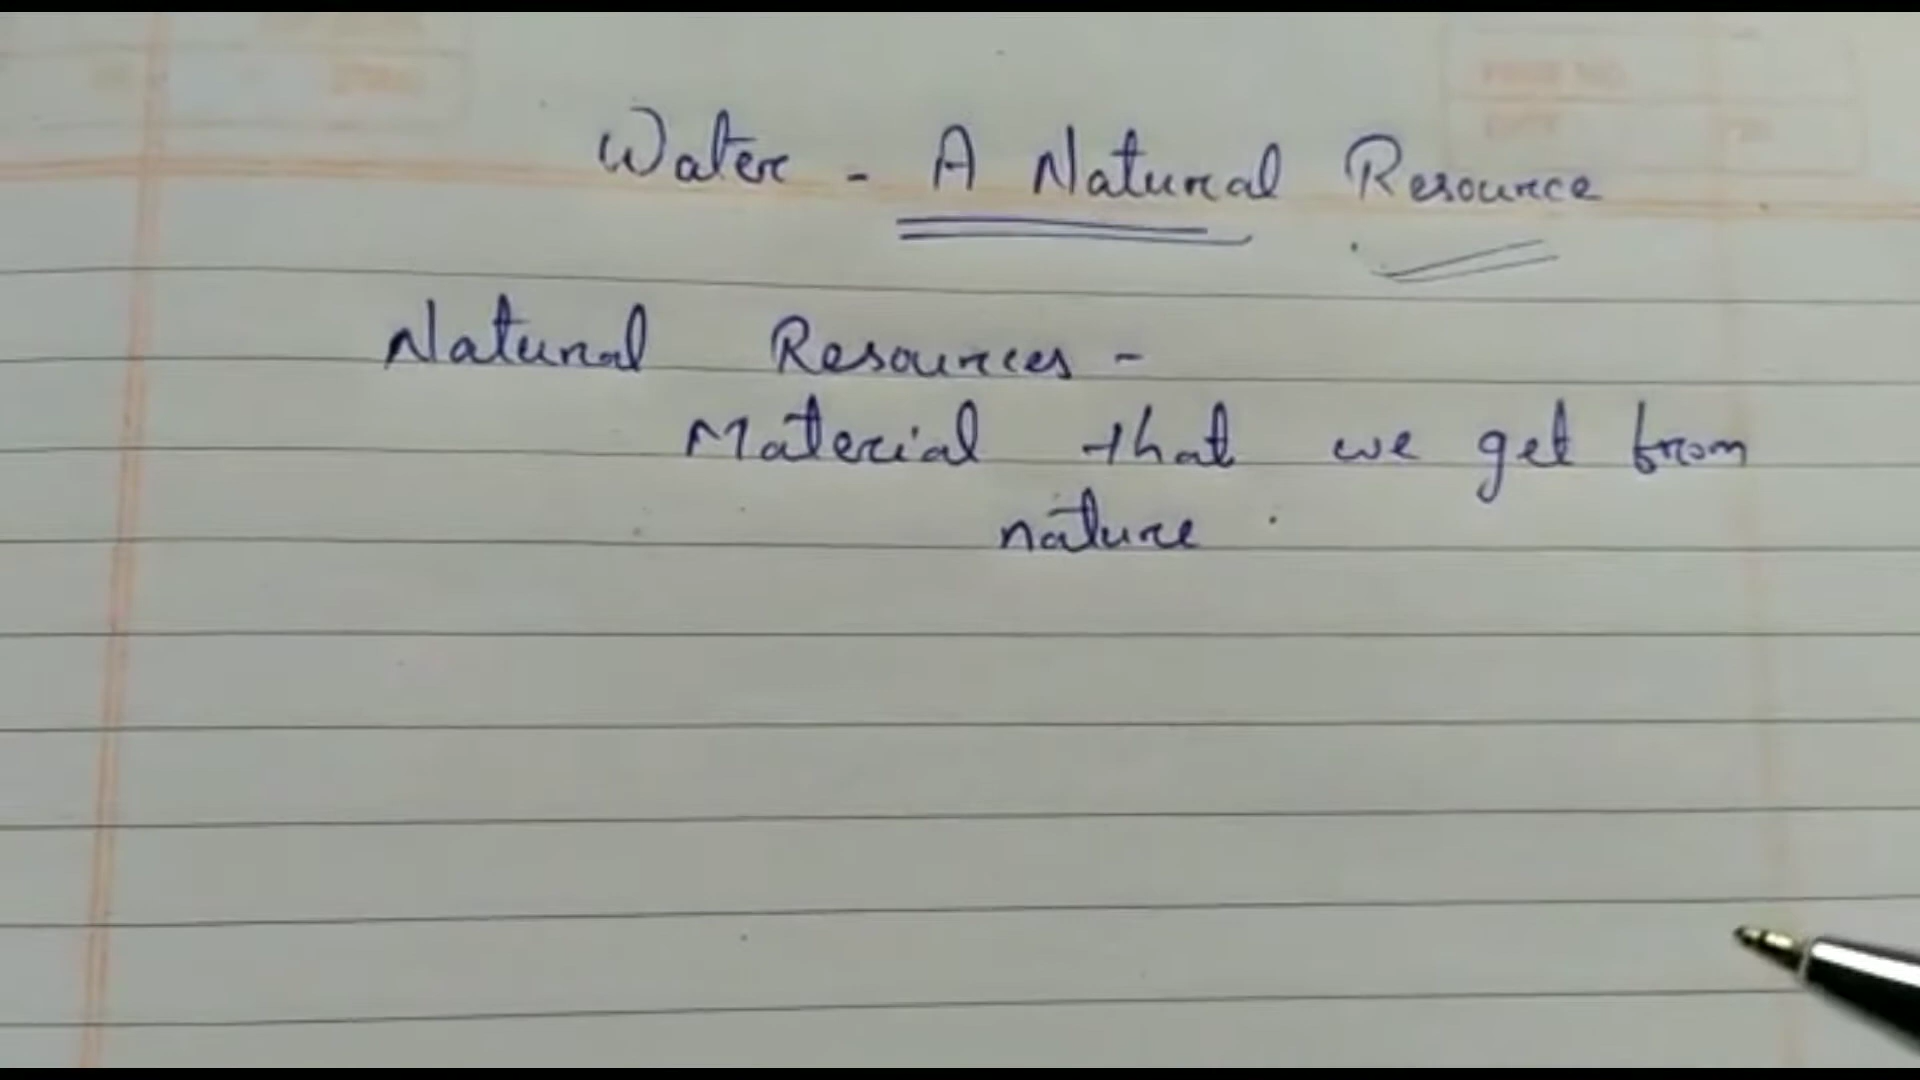 Water - A Natural Resource
Natural Resources -
Material that we get from
nature .